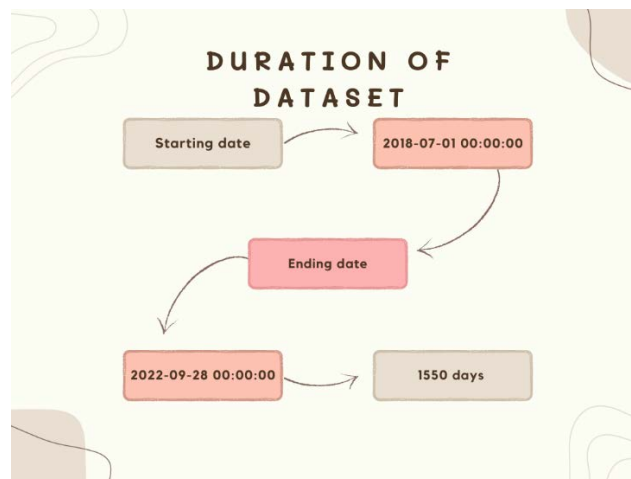 DURATION OF
DATASET
Starting date
2018-07-01 00:00:00
Ending date
2022-09-28 00:00:00
1550 days